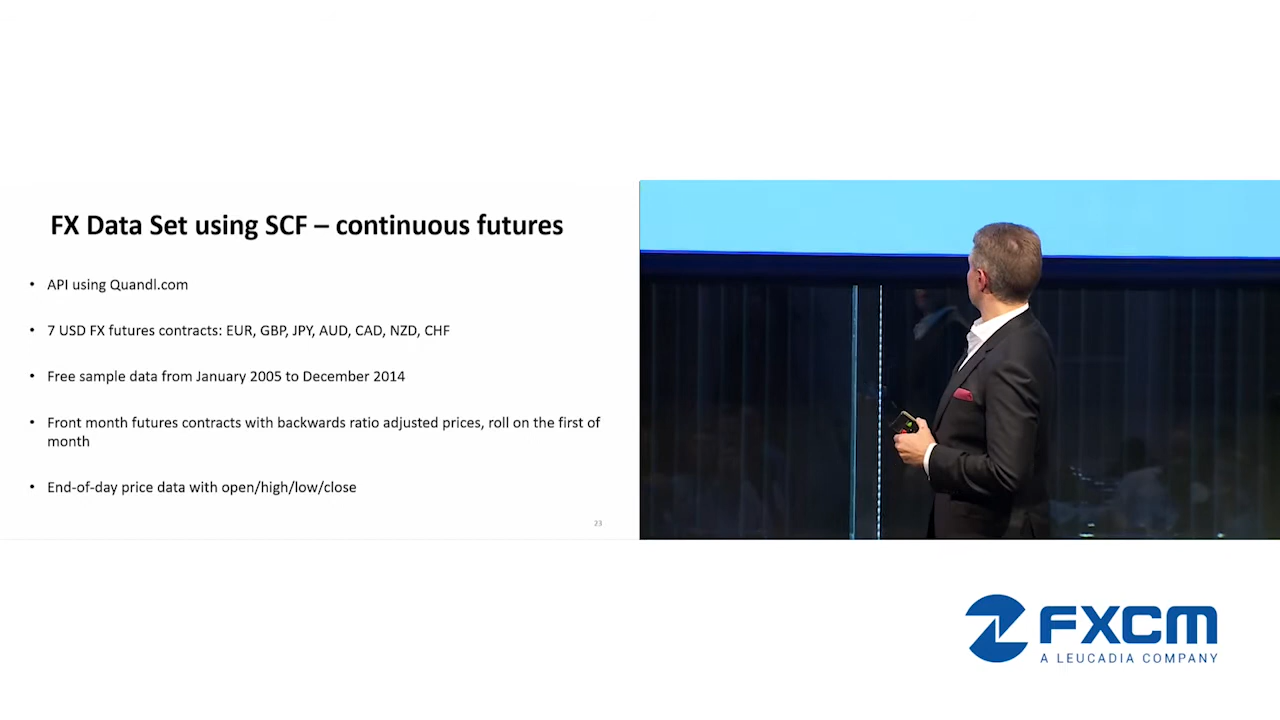 FX Data Set using SCF – continuous futures
• API using Quandl.com
• 7 USD FX futures contracts: EUR, GBP, JPY, AUD, CAD, NZD, CHF
• Free sample data from January 2005 to December 2014
• Front month futures contracts with backwards ratio adjusted prices, roll on the first of
month
• End-of-day price data with open/high/low/close
23
FXCM
A LEUCADIA COMPANY